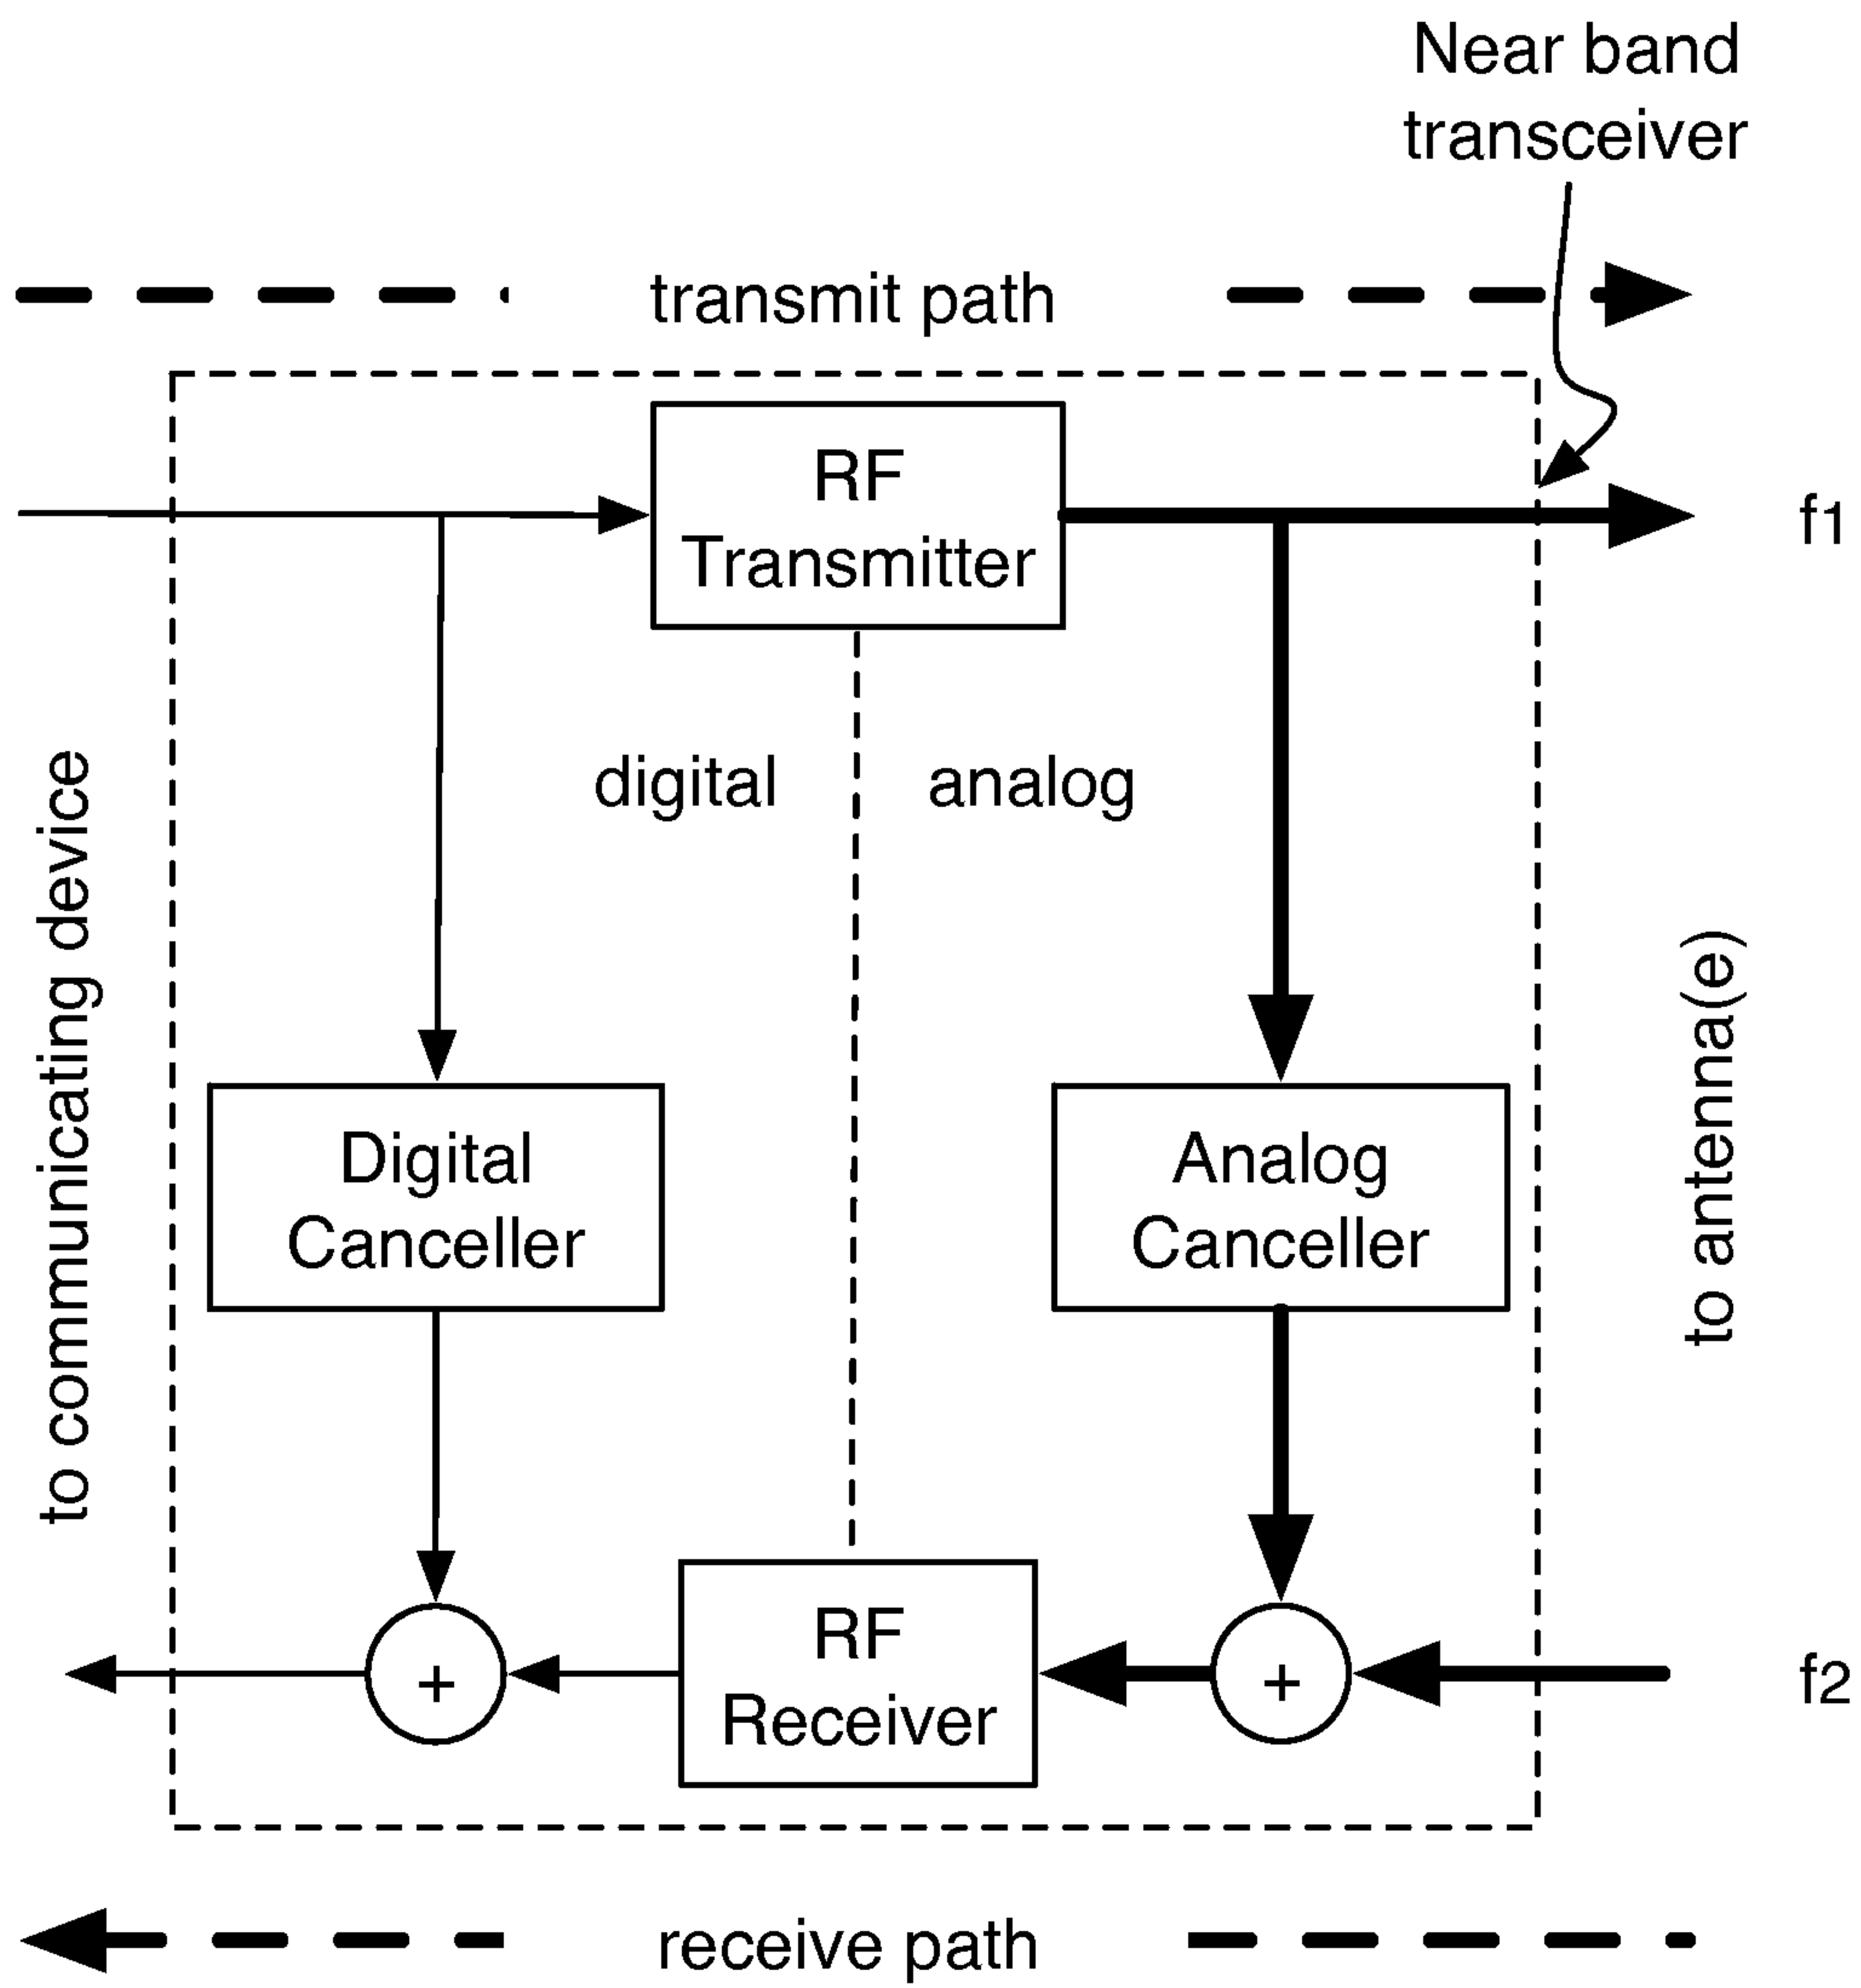 Near band
transceiver
transmit path
RF
Transmitter
f1
digital
analog
to communicating device
to antenna(e)
Digital
Canceller
Analog
Canceller
+
RF
Receiver
+
f2
receive path